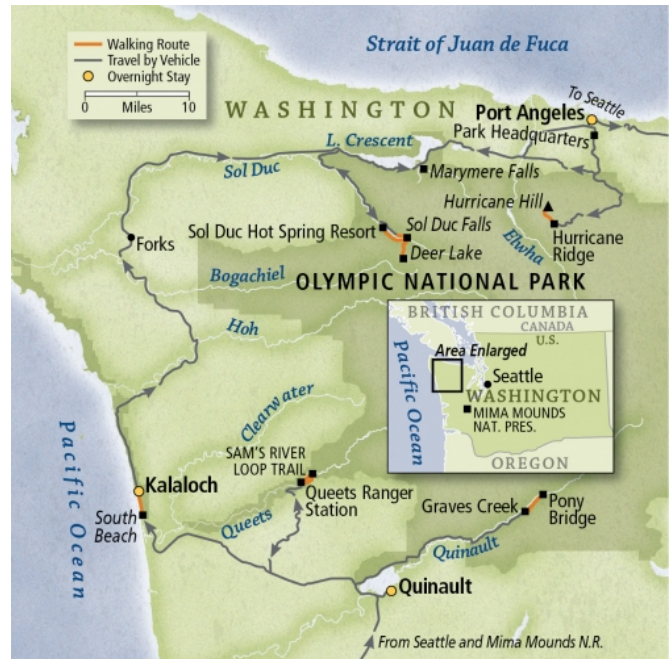 Walking Route
Travel by Vehicle
Overnight Stay
0 Miles 10
Strait of Juan de Fuca
To Seattle
WASHINGTON
Port Angeles
Park Headquarters
L. Crescent
Sol Duc
Marymere Falls
Hurricane Hill
Sol Duc Hot Spring Resort
Sol Duc Falls
Hurricane
Ridge
Elwha
Forks
Deer Lake
Bogachiel
OLYMPIC NATIONAL PARK
Hoh
BRITISH COLUMBIA
CANADA
U.S.
Area Enlarged
Pacific Ocean
Seattle
WASHINGTON
MIMA MOUNDS
NAT. PRES.
OREGON
Clearwater
Pacific Ocean
SAM'S RIVER
LOOP TRAIL
Kalaloch
Queets Ranger
Station
South
Beach
Queets
Graves Creek
Pony
Bridge
Quinault
Quinault
From Seattle and Mima Mounds N.R.